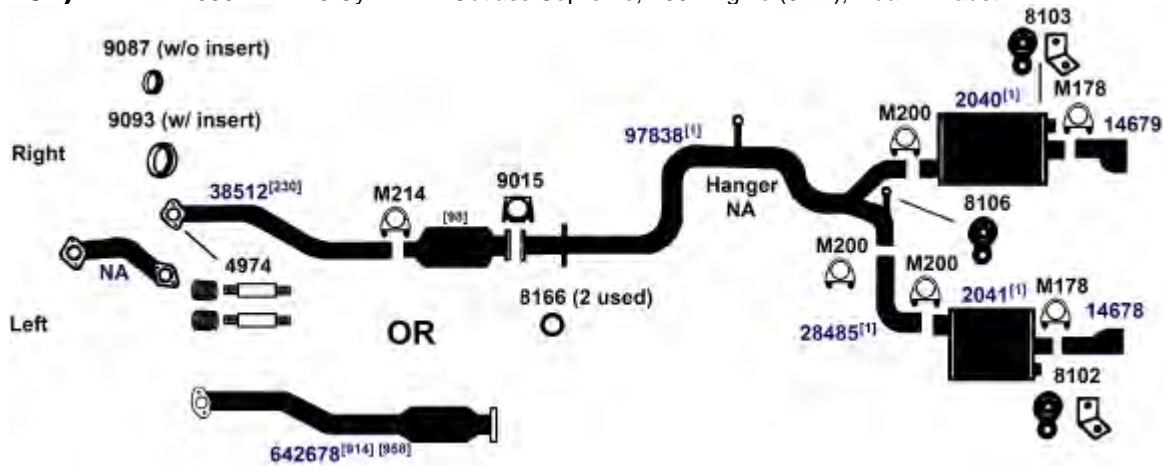 8103
9087 (w/o insert)
2040[1]
M178
M200
14679
9093 (w/ insert)
97838[1]
Right
38512[230]
9015
M214
Hanger
NA
8106
[98]
M200
M200
4974
NA
2041[1]
M178
8166 (2 used)
14678
Left
OR
28485[1]
8102
642678[914] [958]